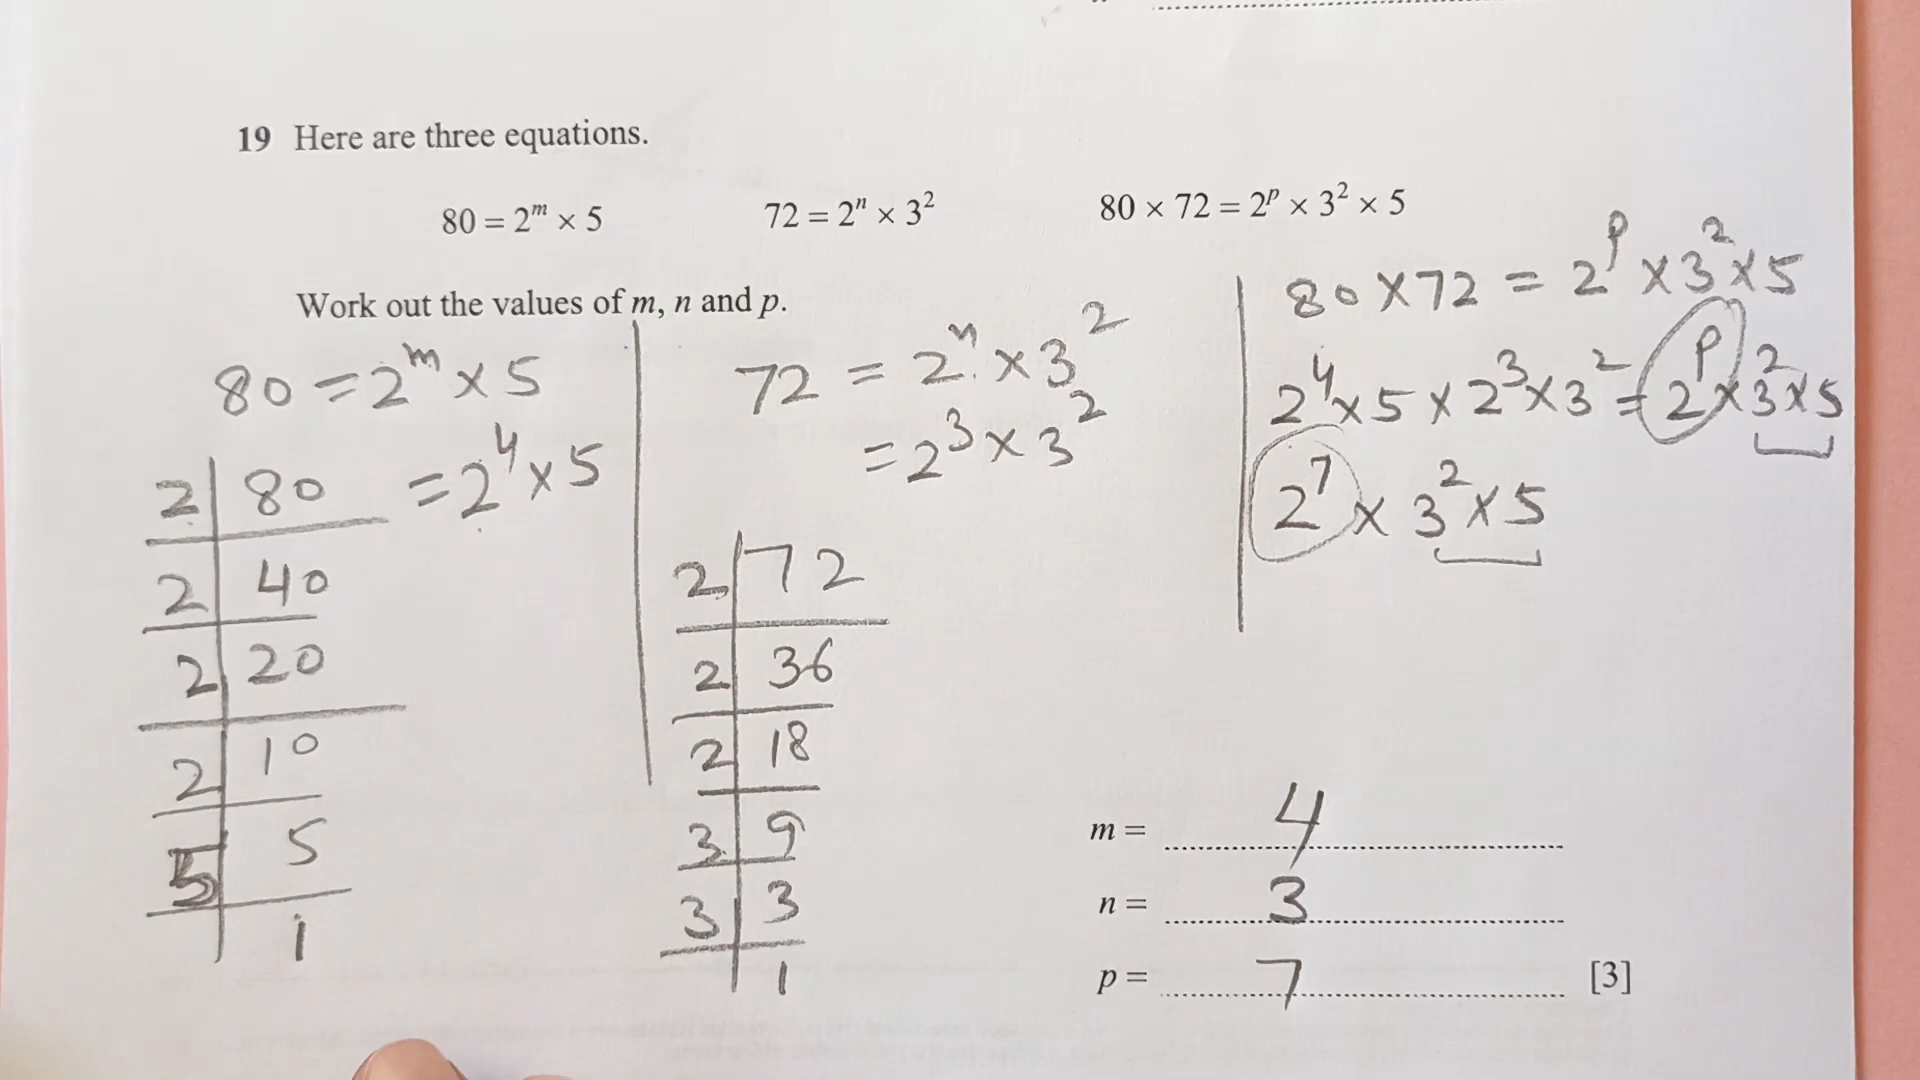 19 Here are three equations.
80 = 2^m × 5
72 = 2^n × 3^2
80 × 72 = 2^p × 3^2 × 5
Work out the values of m, n and p.
80 = 2^m × 5
= 2^4 × 5
2 | 80
2 | 40
2 | 20
2 | 10
5 | 5
1
72 = 2^n × 3^2
= 2^3 × 3^2
2 | 72
2 | 36
2 | 18
3 | 9
3 | 3
1
80 × 72 = 2^p × 3^2 × 5
2^4 × 5 × 2^3 × 3^2 = 2^p × 3^2 × 5
2^7 × 3^2 × 5
m = 4
n = 3
p = 7 [3]